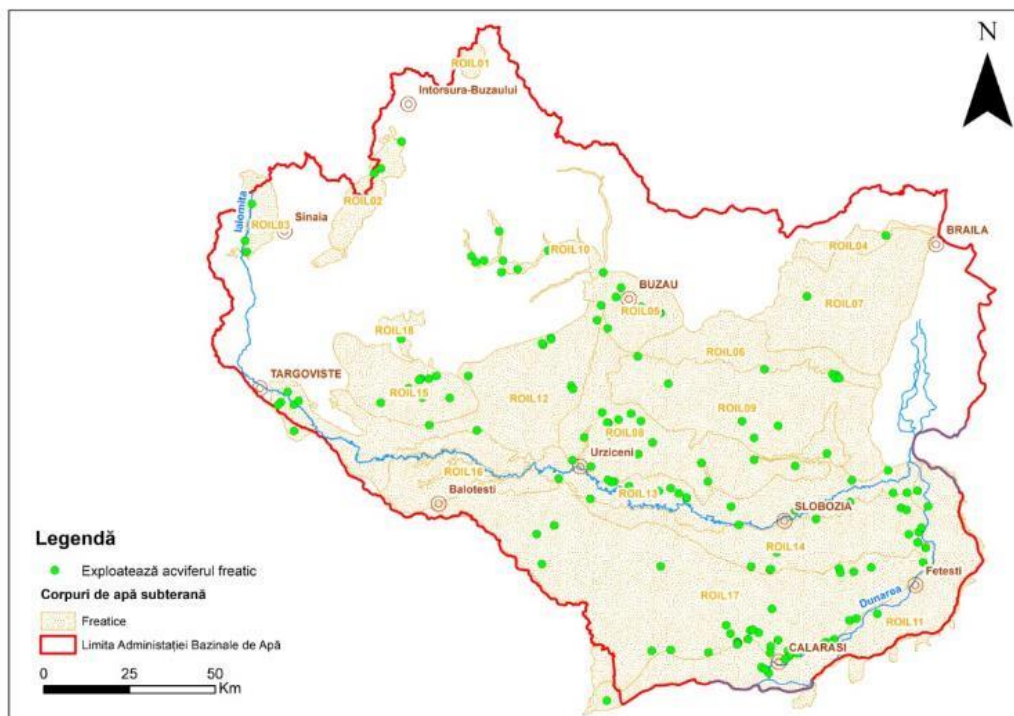 N
ROIL01
Intorsura-Buzaului
ROIL02
Ialomita
ROIL03
Sinaia
ROIL10
ROIL04
BRAILA
BUZAU
ROIL05
ROIL07
ROIL18
ROIL06
TARGOVISTE
ROIL15
ROIL12
ROIL09
ROIL08
Urziceni
ROIL16
ROIL13
Balotesti
SLOBOZIA
ROIL14
Fetesti
Dunarea
ROIL17
ROIL11
CALARASI
Legendă
Exploatează acviferul freatic
Corpuri de apă subterană
Freatice
Limita Administației Bazinale de Apă
0 25 50
Km